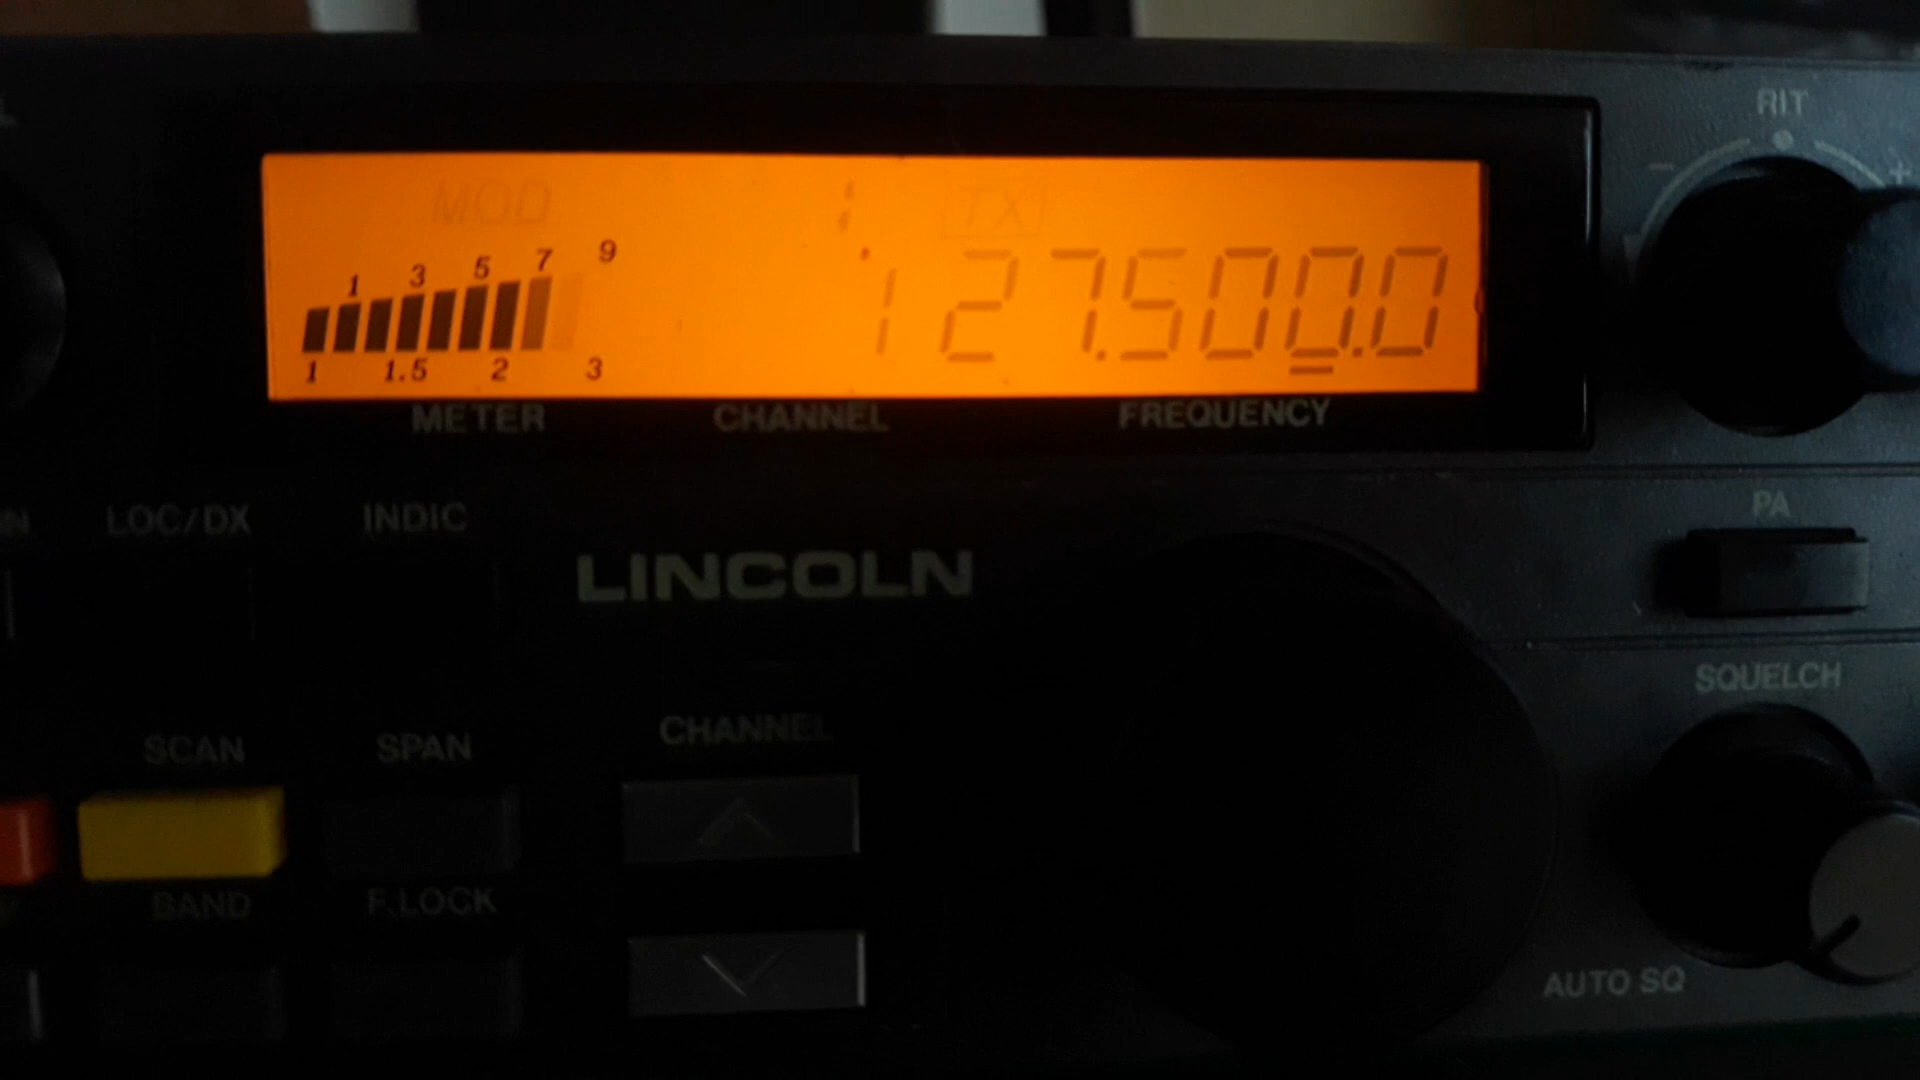 RIT
- +
MOD TX
1 3 5 7 9
127.500.0
1 1.5 2 3
METER CHANNEL FREQUENCY
LOC/DX INDIC
PA
LINCOLN
SQUELCH
CHANNEL
SCAN SPAN
BAND F.LOCK
AUTO SQ